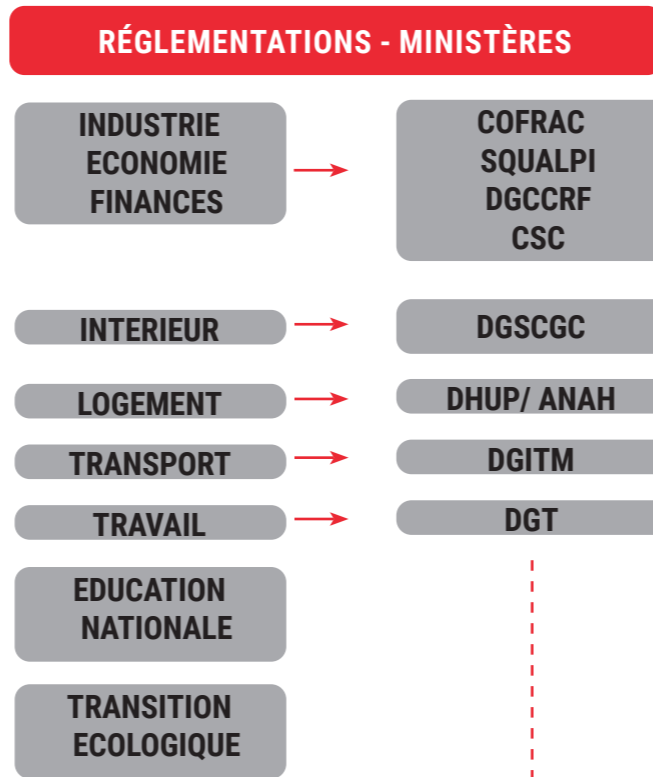 RÉGLEMENTATIONS - MINISTÈRES
INDUSTRIE
ECONOMIE
FINANCES
COFRAC
SQUALPI
DGCCRF
CSC
INTERIEUR
DGSCGC
LOGEMENT
DHUP/ ANAH
TRANSPORT
DGITM
TRAVAIL
DGT
EDUCATION
NATIONALE
TRANSITION
ECOLOGIQUE